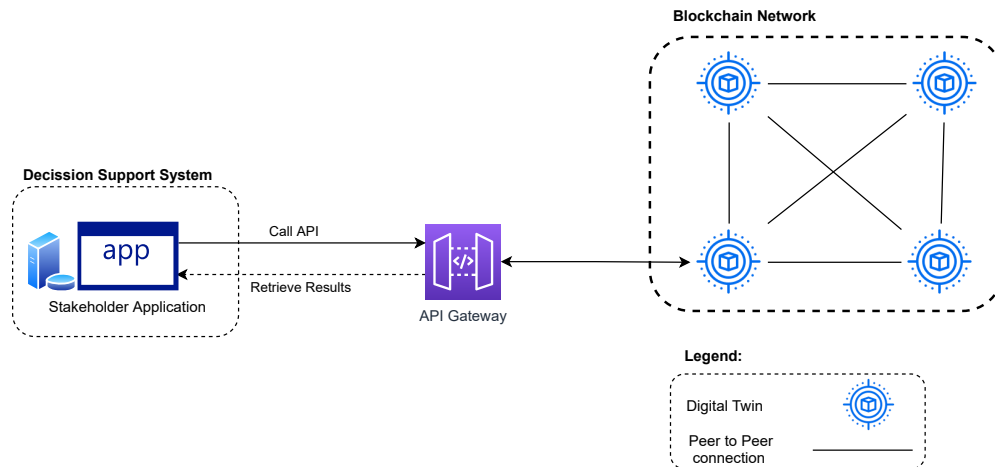 Blockchain Network
Decission Support System
app
Call API
</>
Retrieve Results
Stakeholder Application
API Gateway
Legend:
Digital Twin
Peer to Peer
connection